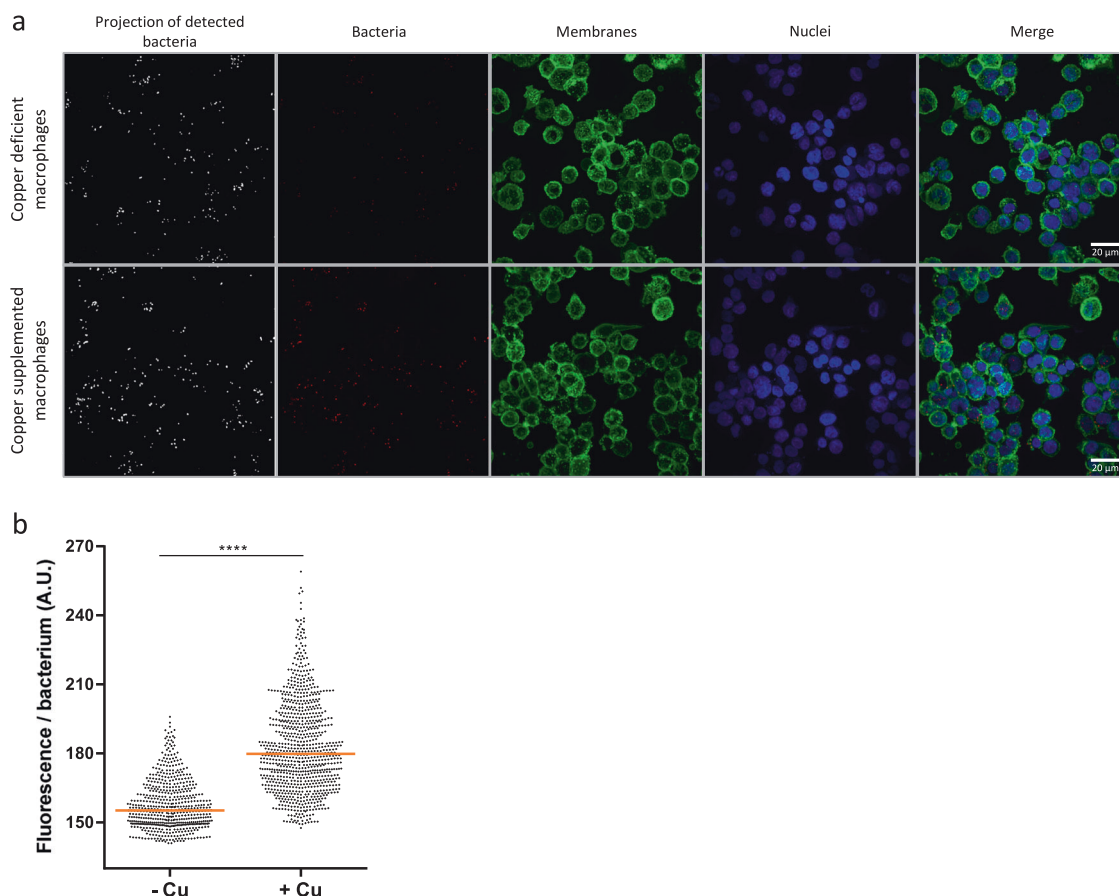 a
Projection of detected
bacteria
Bacteria
Membranes
Nuclei
Merge
Copper deficient
macrophages
20 µm
Copper supplemented
macrophages
20 µm
b
Fluorescence / bacterium (A.U.)
270
240
210
180
150
****
- Cu
+ Cu